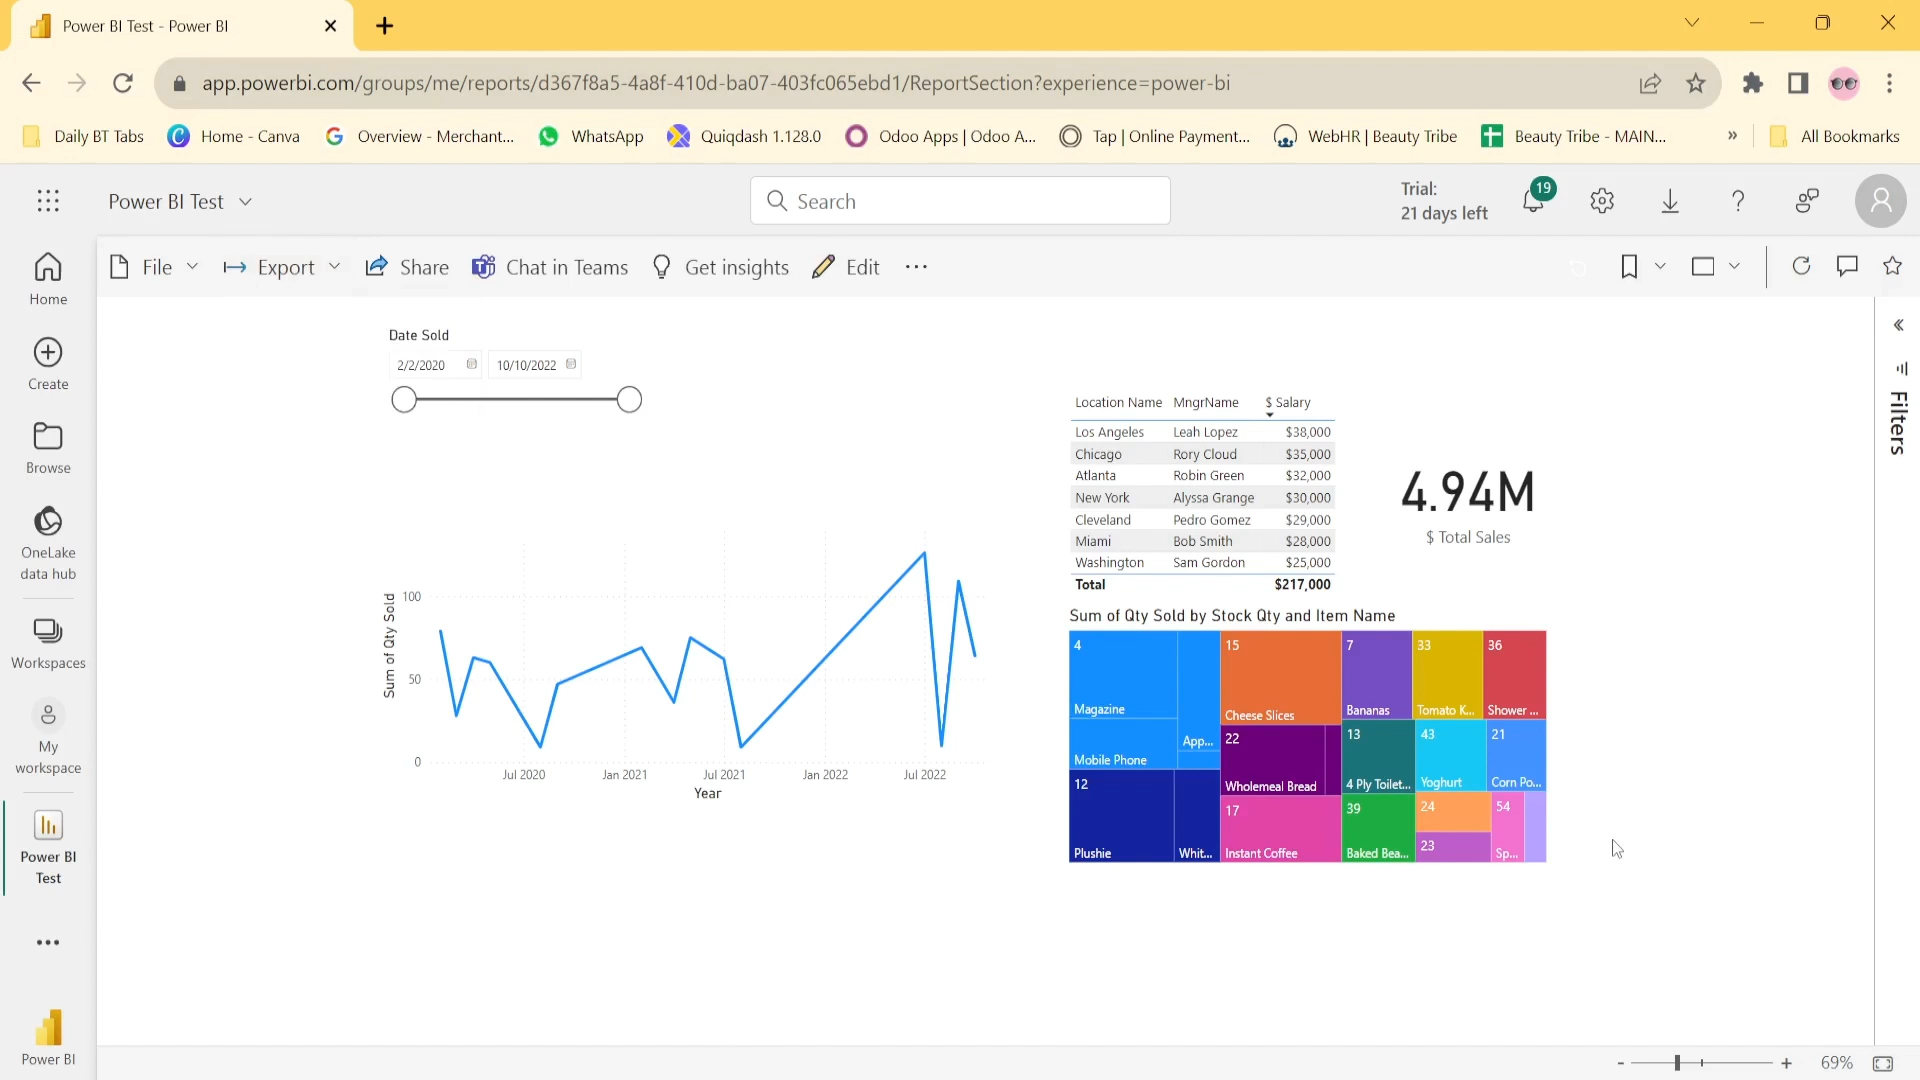 Power BI Test - Power BI
app.powerbi.com/groups/me/reports/d367f8a5-4a8f-410d-ba07-403fc065ebd1/ReportSection?experience=power-bi
Daily BT Tabs
Home - Canva
Overview - Merchant...
WhatsApp
Quiqdash 1.128.0
Odoo Apps | Odoo A...
Tap | Online Payment...
WebHR | Beauty Tribe
Beauty Tribe - MAIN...
»
All Bookmarks
Power BI Test
Search
Trial:
21 days left
19
File
Export
Share
Chat in Teams
Get insights
Edit
Home
Create
Browse
OneLake
data hub
Workspaces
My
workspace
Power BI
Test
Power BI
Date Sold
2/2/2020
10/10/2022
Sum of Qty Sold
100
50
0
Jul 2020
Jan 2021
Jul 2021
Jan 2022
Jul 2022
Year
Location Name MngrName $ Salary
Los Angeles Leah Lopez $38,000
Chicago Rory Cloud $35,000
Atlanta Robin Green $32,000
New York Alyssa Grange $30,000
Cleveland Pedro Gomez $29,000
Miami Bob Smith $28,000
Washington Sam Gordon $25,000
Total $217,000
4.94M
$ Total Sales
Sum of Qty Sold by Stock Qty and Item Name
4
Magazine
Mobile Phone
App...
12
Plushie
Whit...
15
Cheese Slices
22
Wholemeal Bread
17
Instant Coffee
7
Bananas
33
Tomato K...
36
Shower ...
13
4 Ply Toilet...
43
Yoghurt
21
Corn Po...
39
Baked Bea...
24
23
54
Sp...
Filters
- + 69%